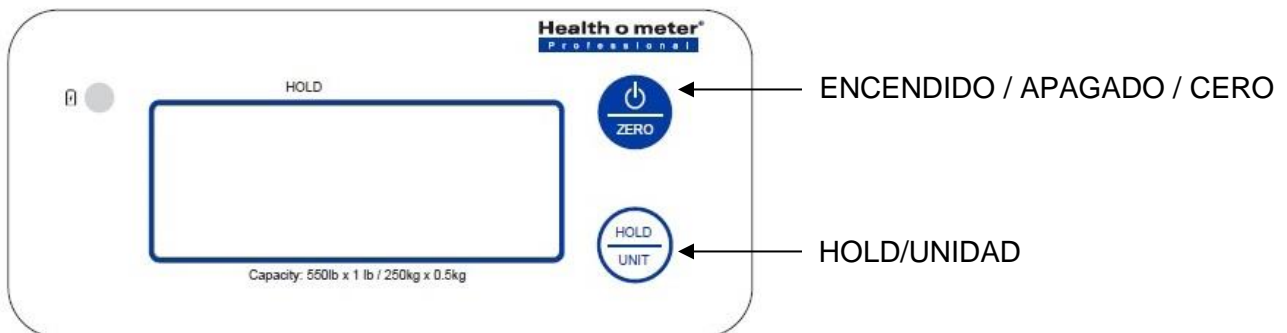 Health o meter®
Professional
HOLD
ZERO
ENCENDIDO / APAGADO / CERO
HOLD
UNIT
HOLD/UNIDAD
Capacity: 550lb x 1 lb / 250kg x 0.5kg